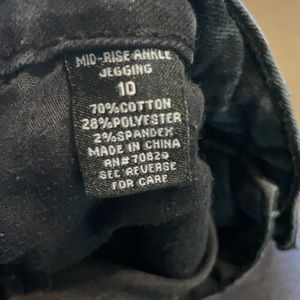 MID-RISE ANKLE
JEGGING
10
70%COTTON
28%POLYESTER
2%SPANDEX
MADE IN CHINA
RN#70820
SEE REVERSE
FOR CARE